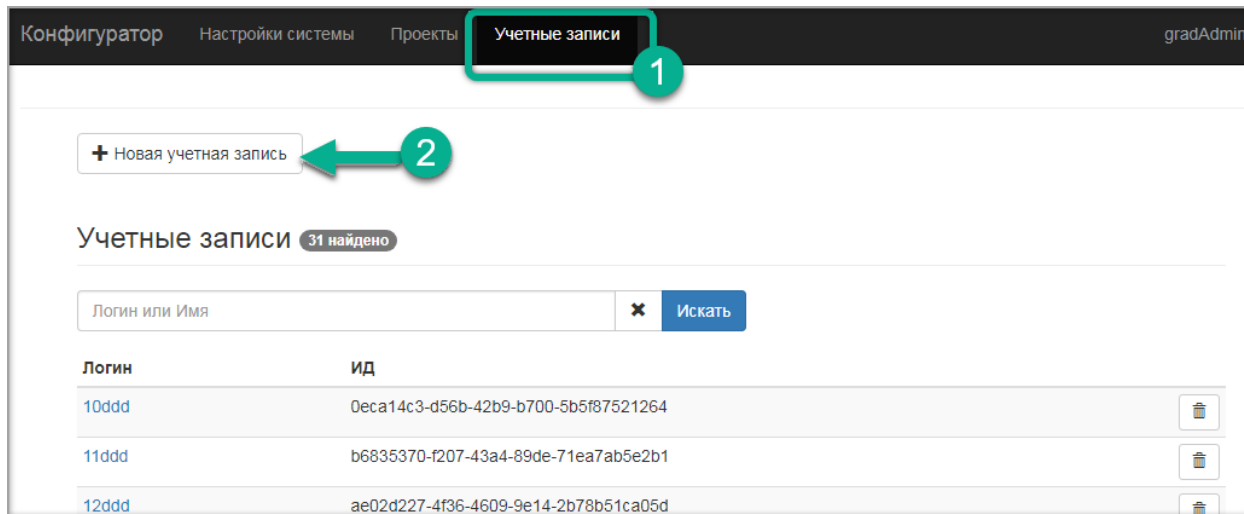 Конфигуратор Настройки системы Проекты Учетные записи gradAdmin
1
Новая учетная запись 2
Учетные записи 31 найдено
Логин или Имя Искать
Логин ИД
10ddd 0eca14c3-d56b-42b9-b700-5b5f87521264
11ddd b6835370-f207-43a4-89de-71ea7ab5e2b1
12ddd ae02d227-4f36-4609-9e14-2b78b51ca05d